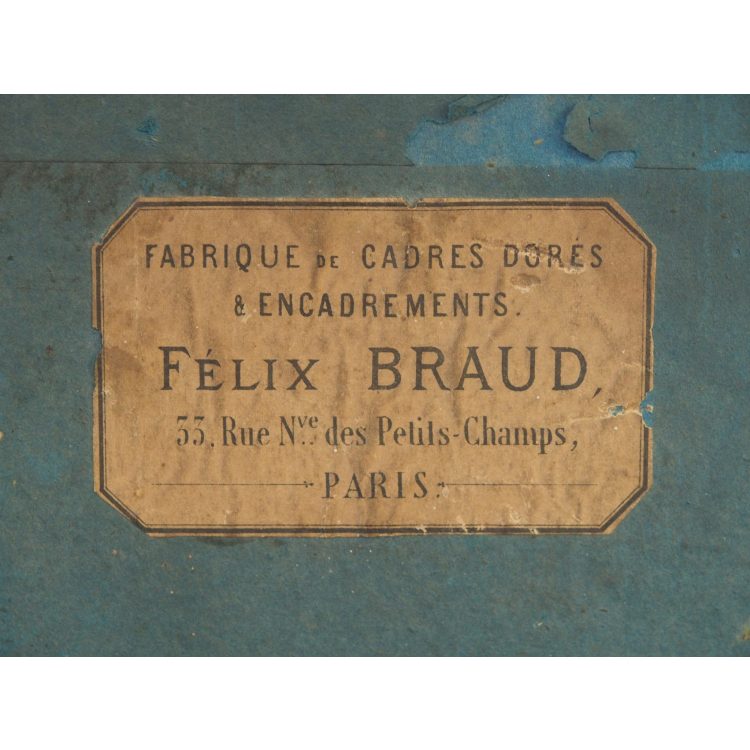 FABRIQUE DE CADRES DORÉS
& ENCADREMENTS.
FÉLIX BRAUD,
33, Rue Nve. des Petits-Champs,
PARIS.